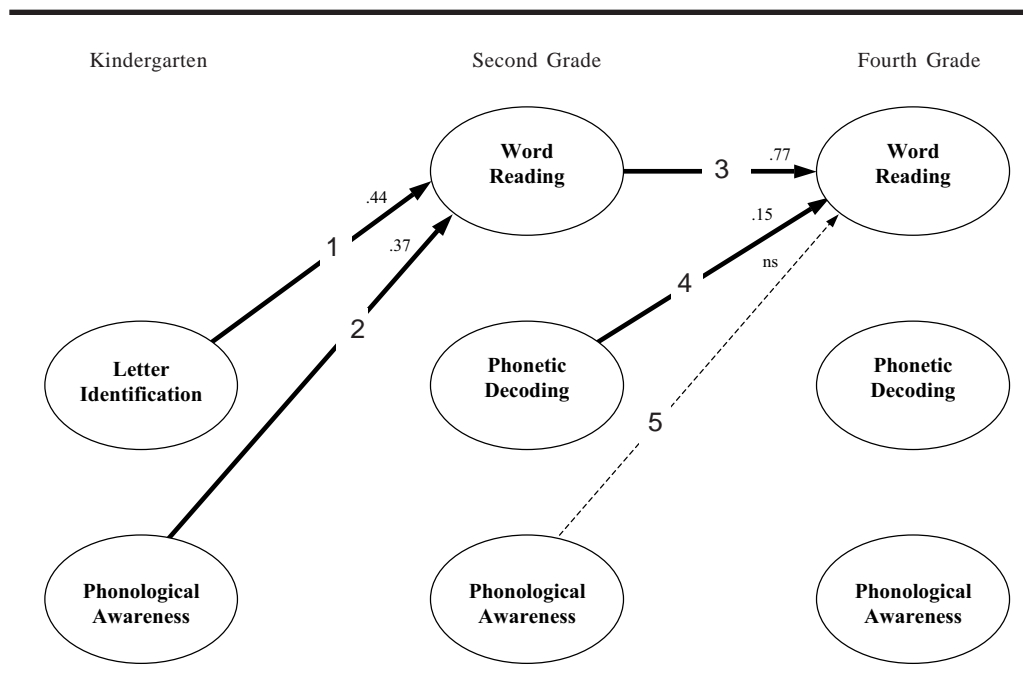 Kindergarten
Second Grade
Fourth Grade
Word
Reading
3
.77
Word
Reading
.44
1
.37
2
.15
4
ns
5
Letter
Identification
Phonetic
Decoding
Phonetic
Decoding
Phonological
Awareness
Phonological
Awareness
Phonological
Awareness